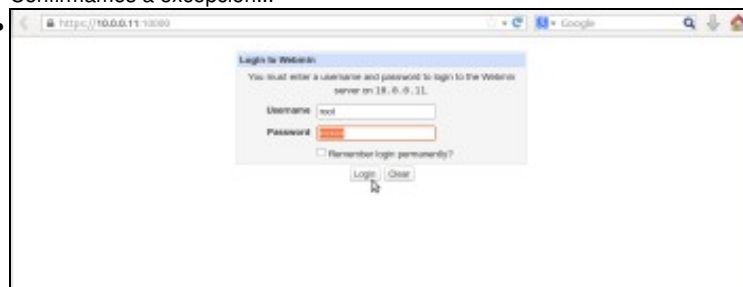 Confirmamos a excepción...
https://10.0.0.11:10000
Google
Login to Webmin
You must enter a username and password to login to the Webmin
server on 10.0.0.11.
Username root
Password
Remember login permanently?
Login Clear